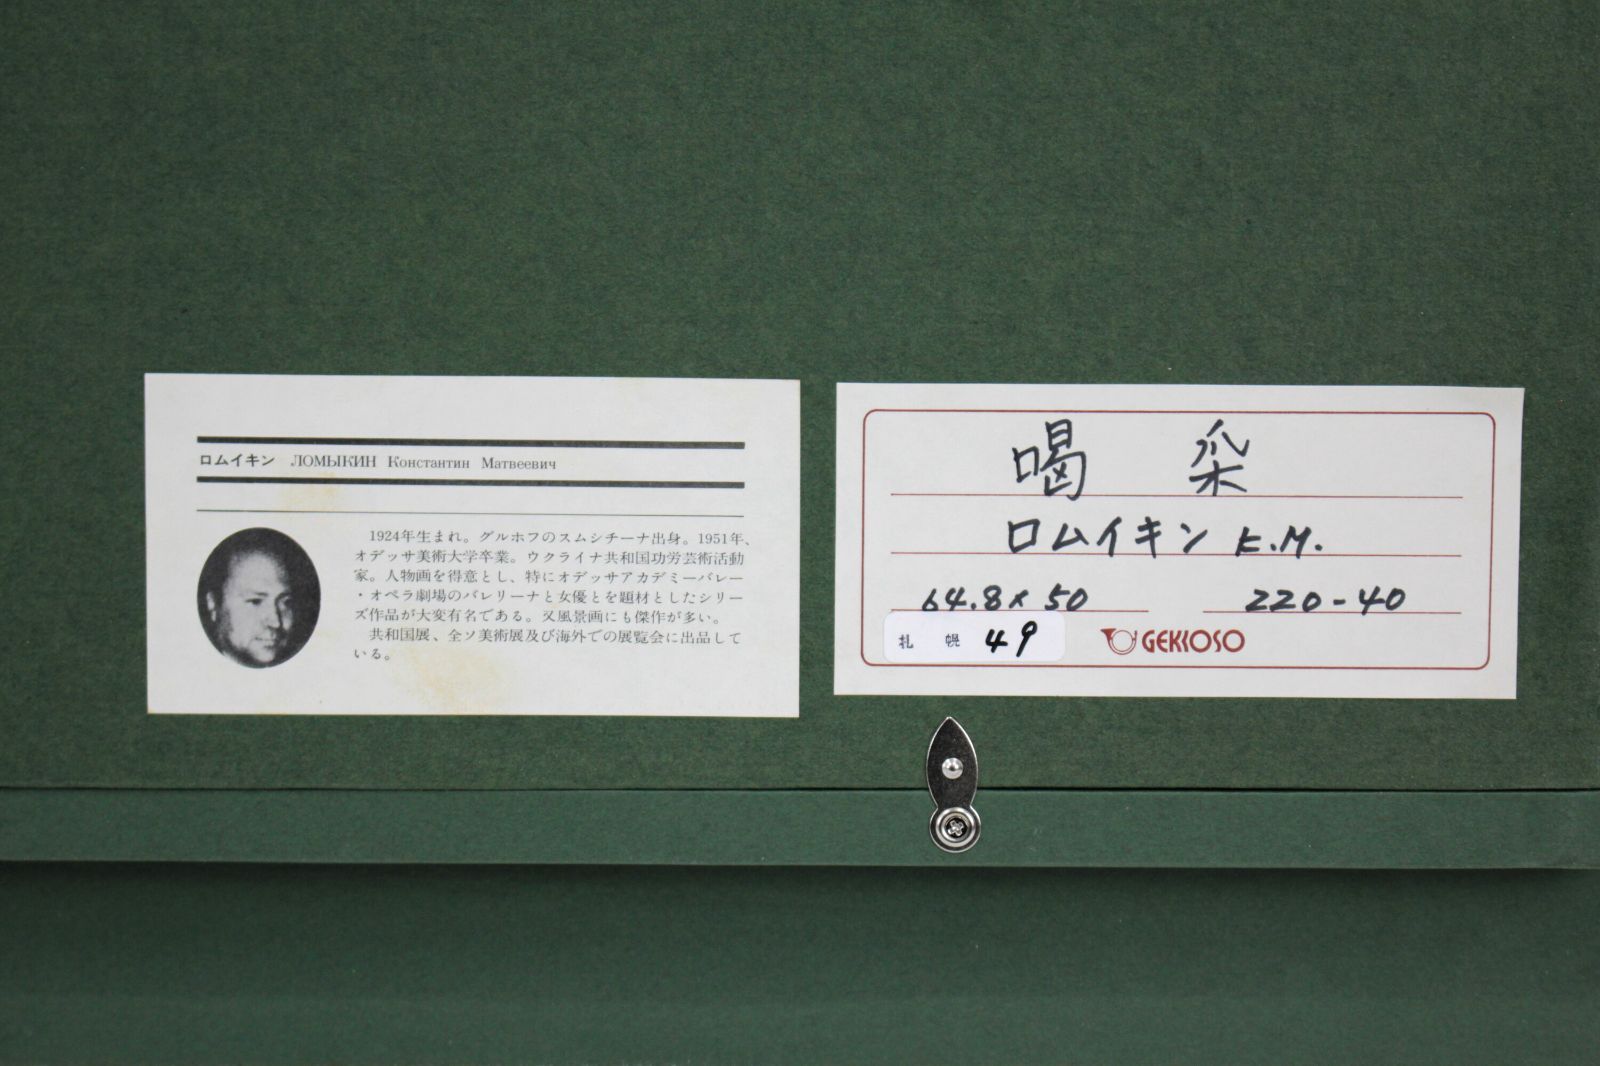 ロムイキン ЛОМЫКИН Константин Матвеевич
1924年生まれ。グルホフのスムシチーナ出身。1951年、
オデッサ美術大学卒業。ウクライナ共和国功労芸術活動
家。人物画を得意とし、特にオデッサアカデミーバレー
・オペラ劇場のバレリーナと女優とを題材としたシリー
ズ作品が大変有名である。又風景画にも傑作が多い。
共和国展、全ソ美術展及び海外での展覧会に出品して
いる。
喝采
ロムイキン K.M.
64.8×50 220-40
札幌 49 GEKKOSO